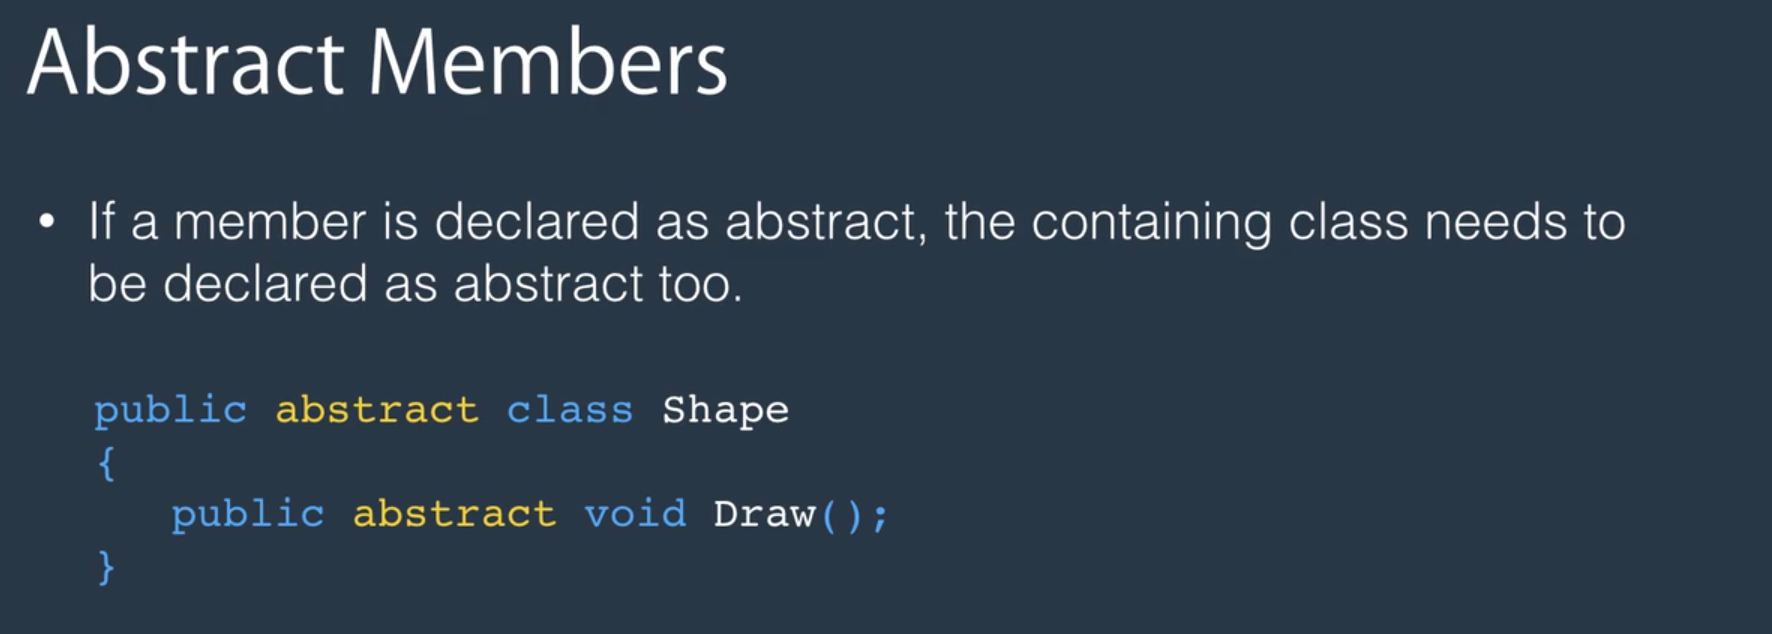 Abstract Members
• If a member is declared as abstract, the containing class needs to
be declared as abstract too.
public abstract class Shape
{
public abstract void Draw();
}